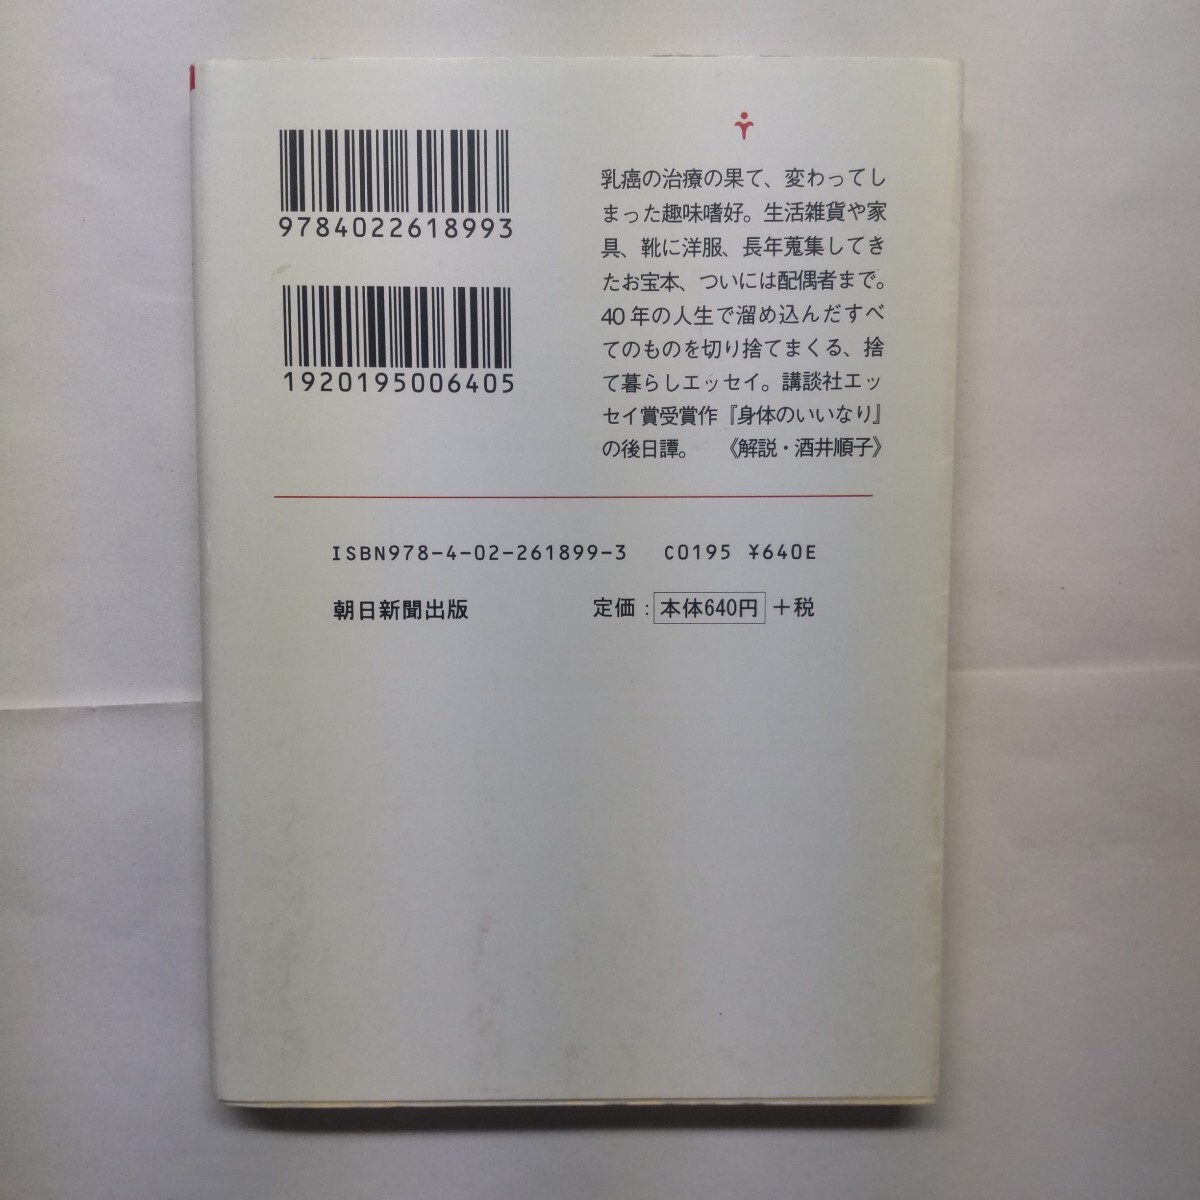 9784022618993
1920195006405
乳癌の治療の果て、変わってし
まった趣味嗜好。生活雑貨や家
具、靴に洋服、長年蒐集してき
たお宝本、ついには配偶者まで。
40年の人生で溜め込んだすべ
てのものを切り捨てまくる、捨
て暮らしエッセイ。講談社エッ
セイ賞受賞作『身体のいいなり』
の後日譚。 《解説・酒井順子》
ISBN978-4-02-261899-3 C0195 ¥640E
朝日新聞出版 定価：本体640円＋税